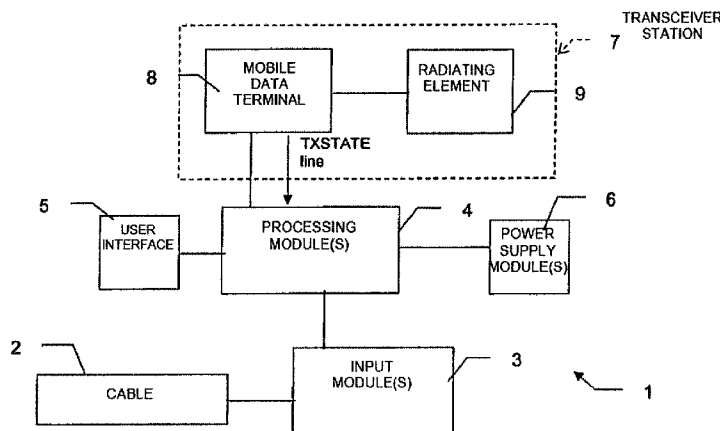 TRANSCEIVER
STATION
7
8
MOBILE
DATA
TERMINAL
RADIATING
ELEMENT
9
TXSTATE
line
5
USER
INTERFACE
PROCESSING
MODULE(S)
4
6
POWER
SUPPLY
MODULE(S)
2
CABLE
INPUT
MODULE(S)
3
1